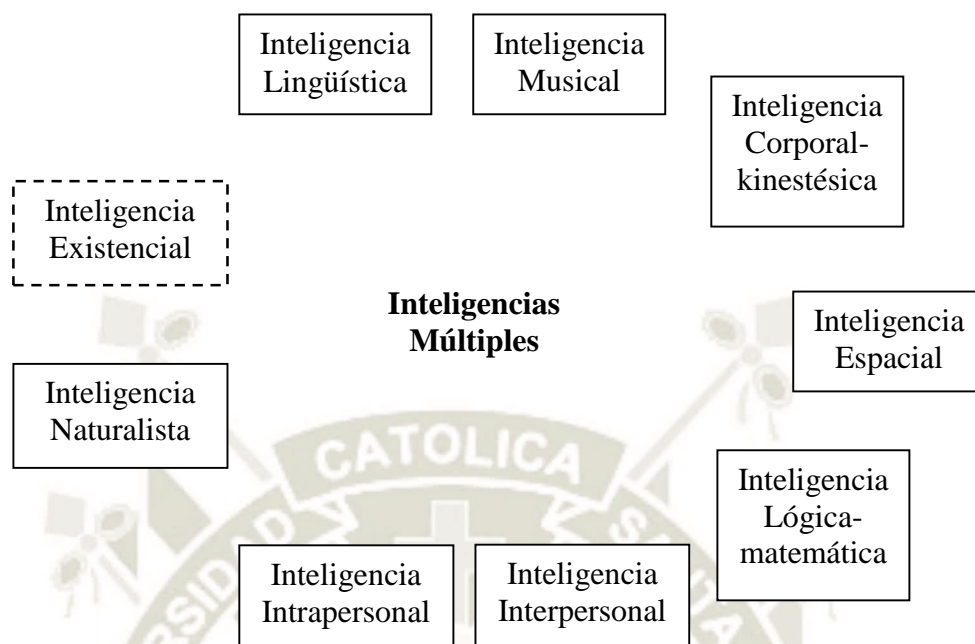 Inteligencia
Lingüística
Inteligencia
Musical
Inteligencia
Corporal-
kinestésica
Inteligencia
Existencial
Inteligencias
Múltiples
Inteligencia
Espacial
Inteligencia
Naturalista
Inteligencia
Lógica-
matemática
Inteligencia
Intrapersonal
Inteligencia
Interpersonal
CATOLICA